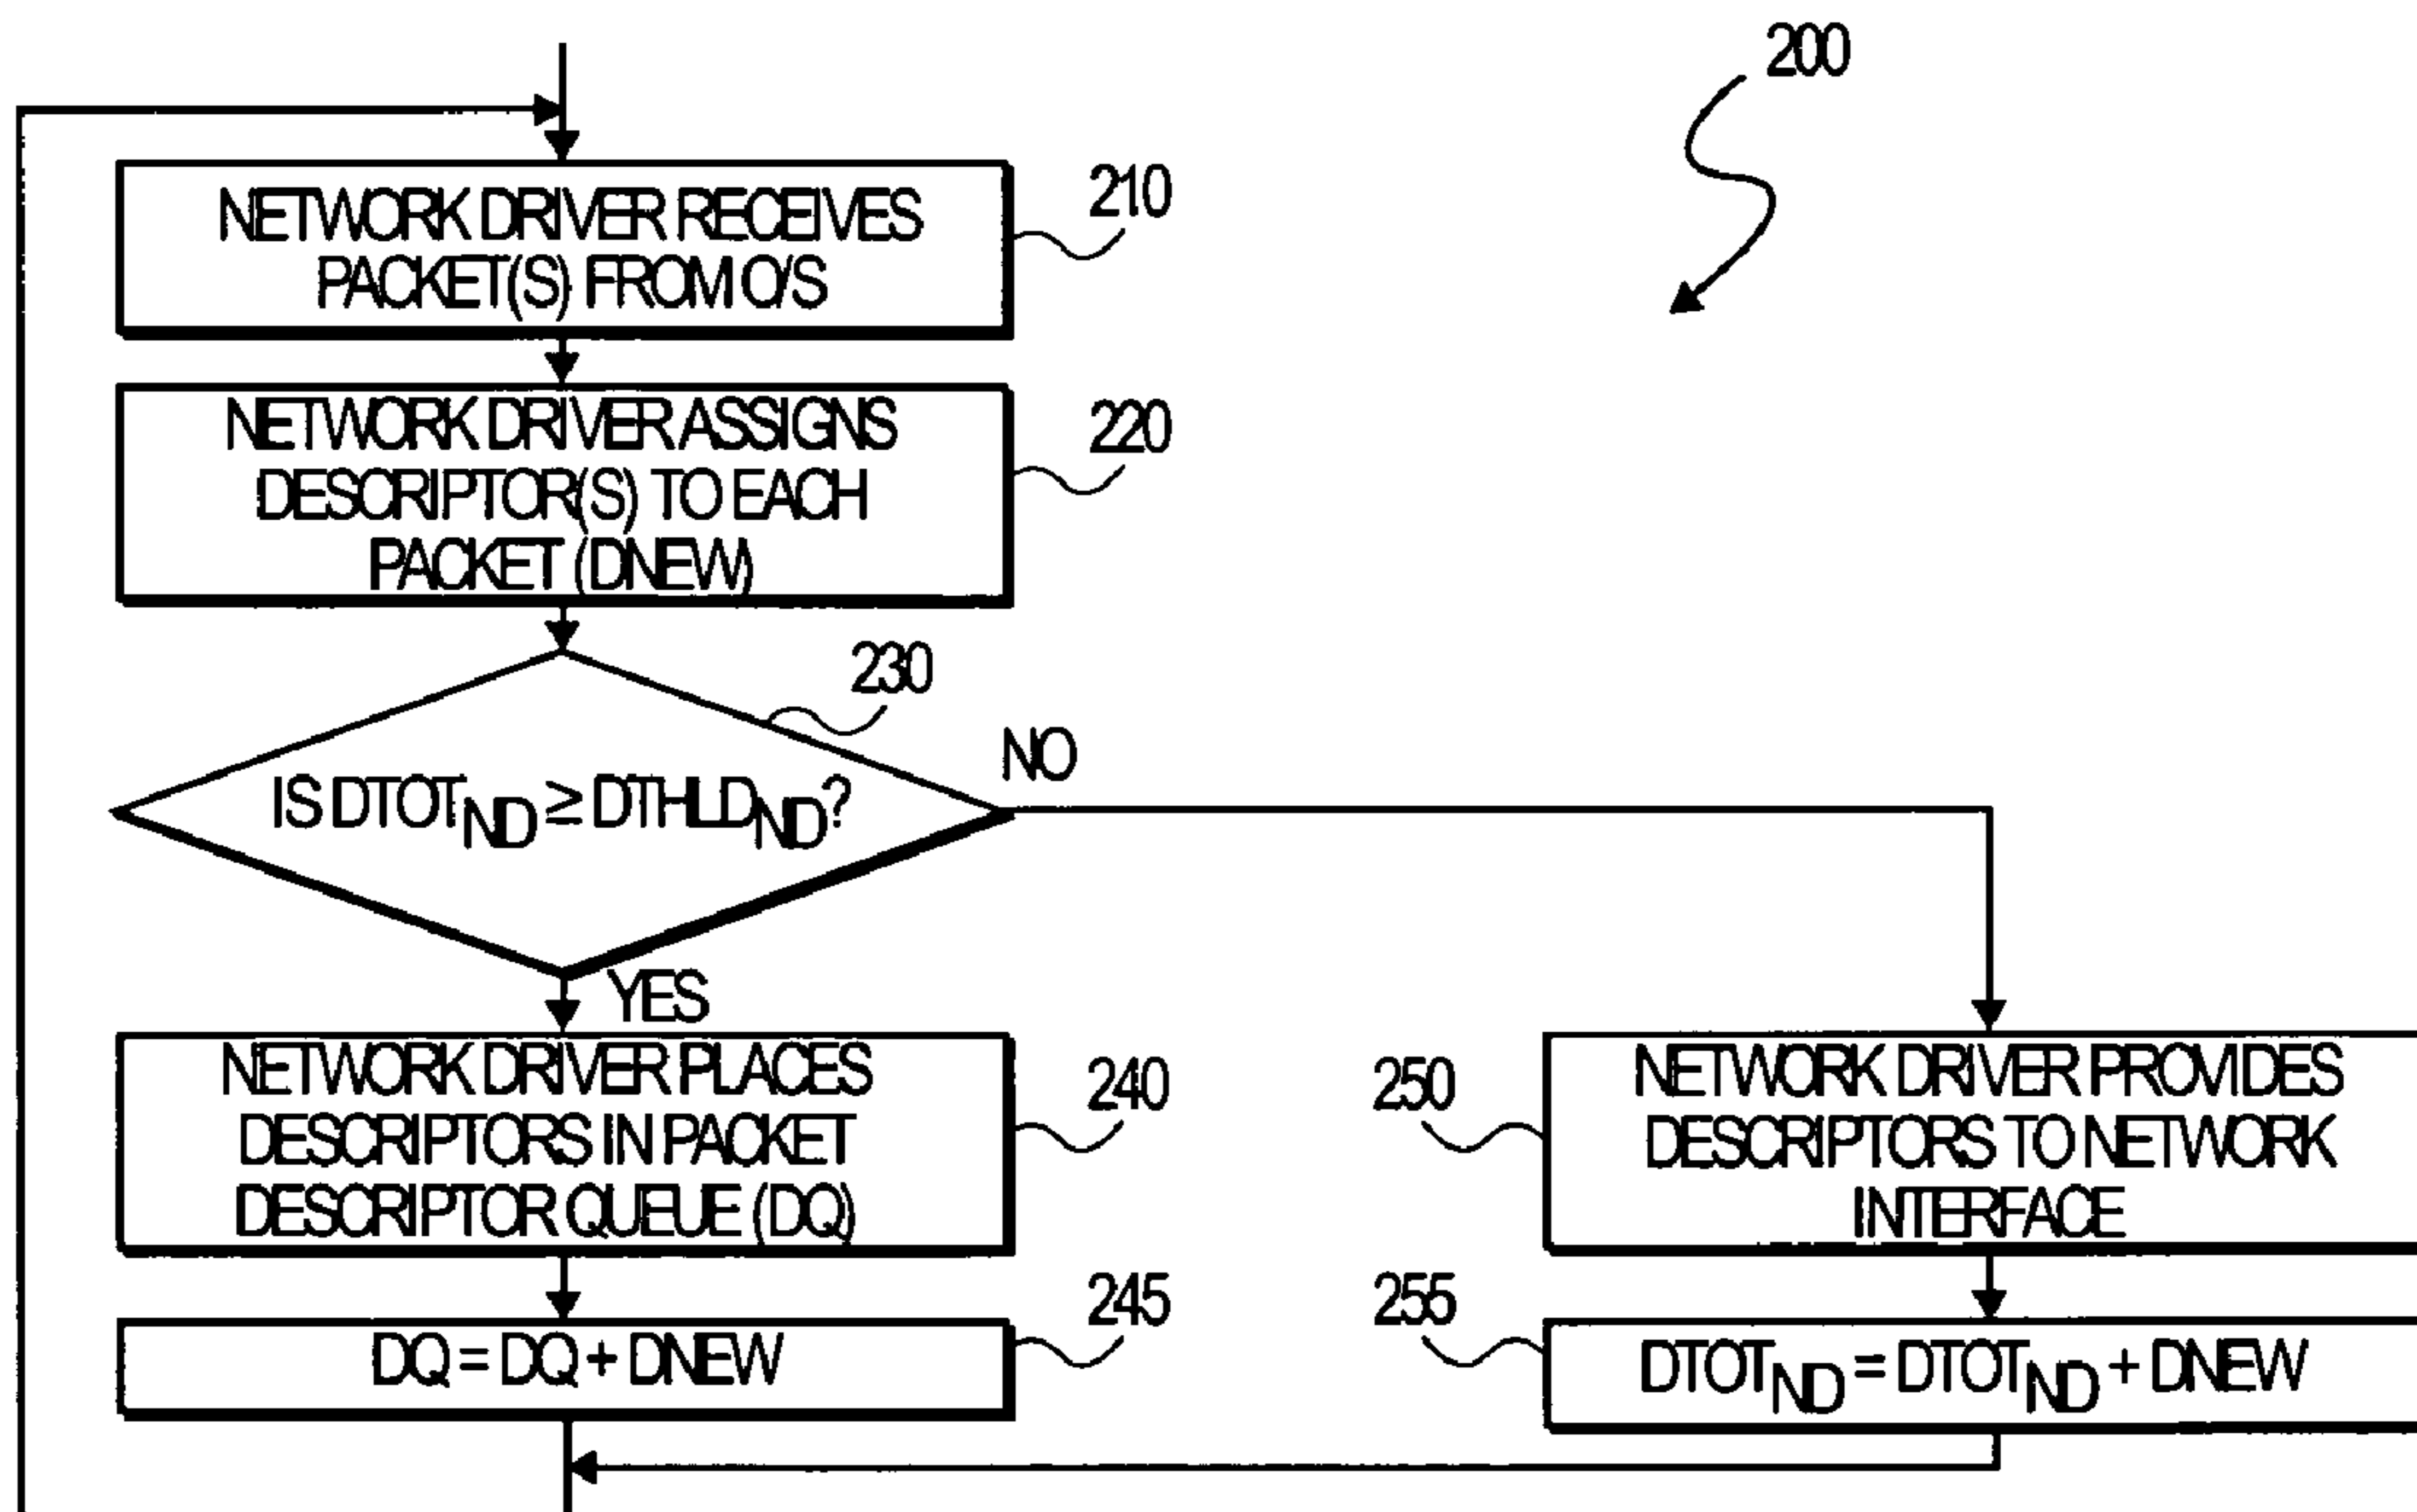 200
NETWORK DRIVER RECEIVES
PACKET(S) FROM O/S
210
NETWORK DRIVER ASSIGNS
DESCRIPTOR(S) TO EACH
PACKET (DNEW)
220
230
IS DTOTND ≥ DTHLDND?
NO
YES
NETWORK DRIVER PLACES
DESCRIPTORS IN PACKET
DESCRIPTOR QUEUE (DQ)
240
250
NETWORK DRIVER PROVIDES
DESCRIPTORS TO NETWORK
INTERFACE
DQ = DQ + DNEW
245
255
DTOTND = DTOTND + DNEW